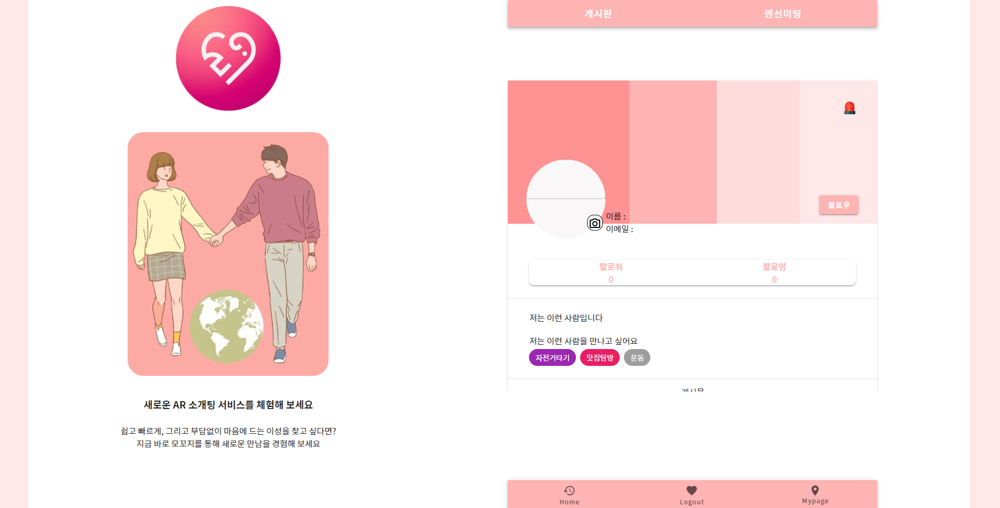 새로운 AR 소개팅 서비스를 체험해 보세요
쉽고 빠르게, 그리고 부담없이 마음에 드는 이성을 찾고 싶다면?
지금 바로 모꼬지를 통해 새로운 만남을 경험해 보세요
게시판 랜선미팅
팔로우
이름 :
이메일 :
팔로워 팔로잉
0 0
저는 이런 사람입니다
저는 이런 사람을 만나고 싶어요
자전거타기 맛집탐방 운동
Home Logout Mypage